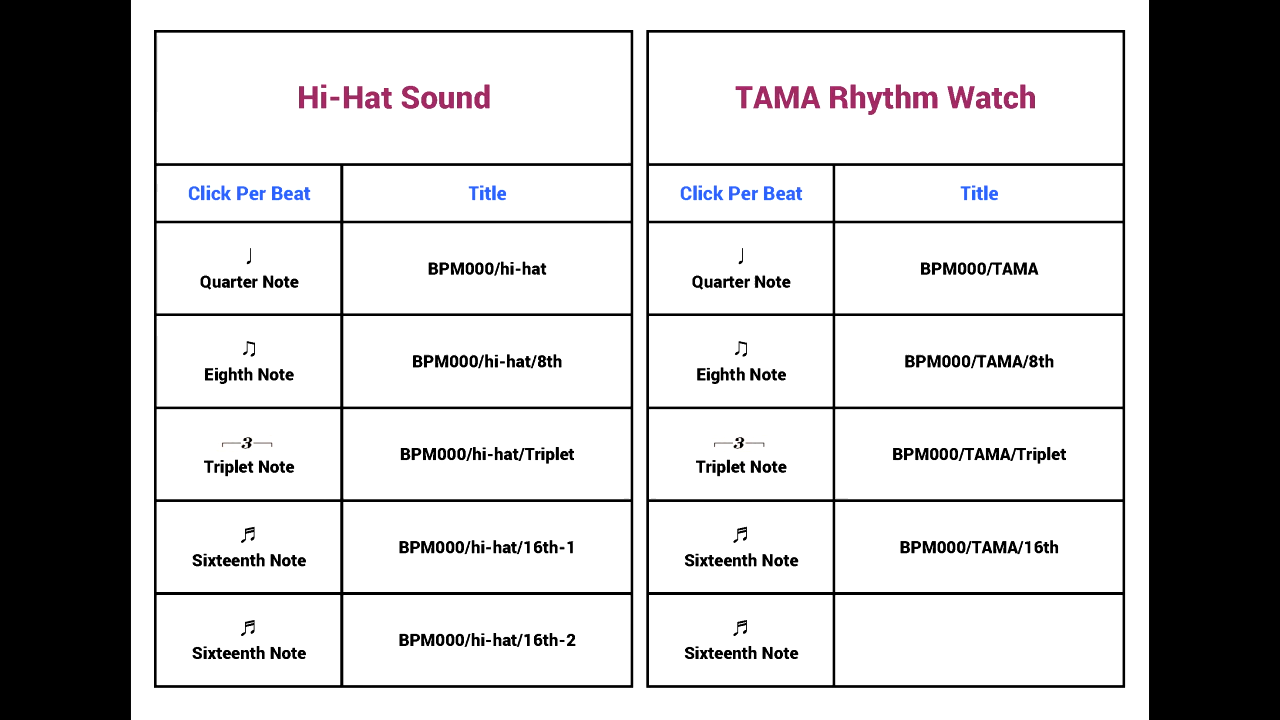 Hi-Hat Sound
Click Per Beat
Title
♩
Quarter Note
BPM000/hi-hat
♫
Eighth Note
BPM000/hi-hat/8th
3
Triplet Note
BPM000/hi-hat/Triplet
♬
Sixteenth Note
BPM000/hi-hat/16th-1
♬
Sixteenth Note
BPM000/hi-hat/16th-2
TAMA Rhythm Watch
Click Per Beat
Title
♩
Quarter Note
BPM000/TAMA
♫
Eighth Note
BPM000/TAMA/8th
3
Triplet Note
BPM000/TAMA/Triplet
♬
Sixteenth Note
BPM000/TAMA/16th
♬
Sixteenth Note